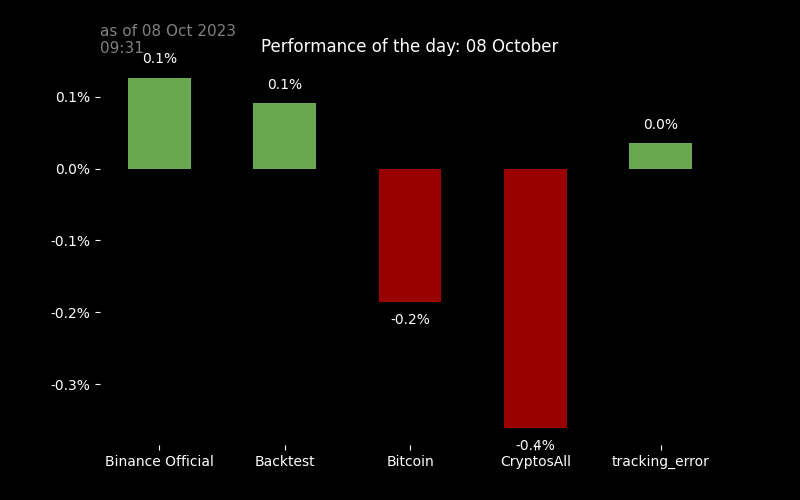 as of 08 Oct 2023
09:31
Performance of the day: 08 October
0.1%
0.1%
0.1%
0.0%
0.0%
-0.1%
-0.2%
-0.2%
-0.3%
-0.4%
Binance Official
Backtest
Bitcoin
CryptosAll
tracking_error